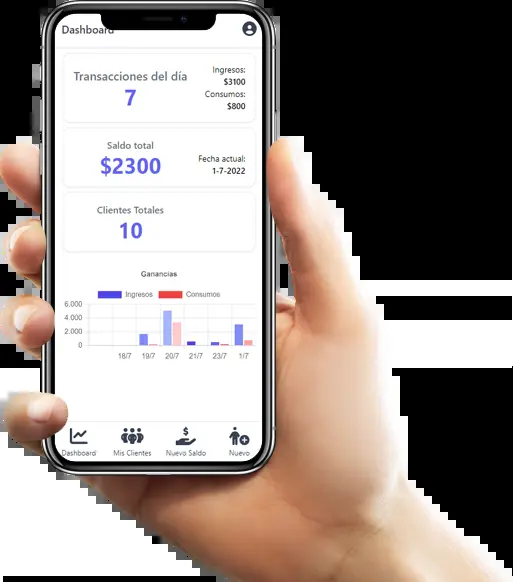 Dashboard
Transacciones del día
7
Ingresos:
$3100
Consumos:
$800
Saldo total
$2300
Fecha actual:
1-7-2022
Clientes Totales
10
Ganancias
Ingresos
Consumos
6.000
4.000
2.000
0
16/7
19/7
20/7
21/7
23/7
1/7
Dashboard
Mis Clientes
Nuevo Saldo
Nuevo